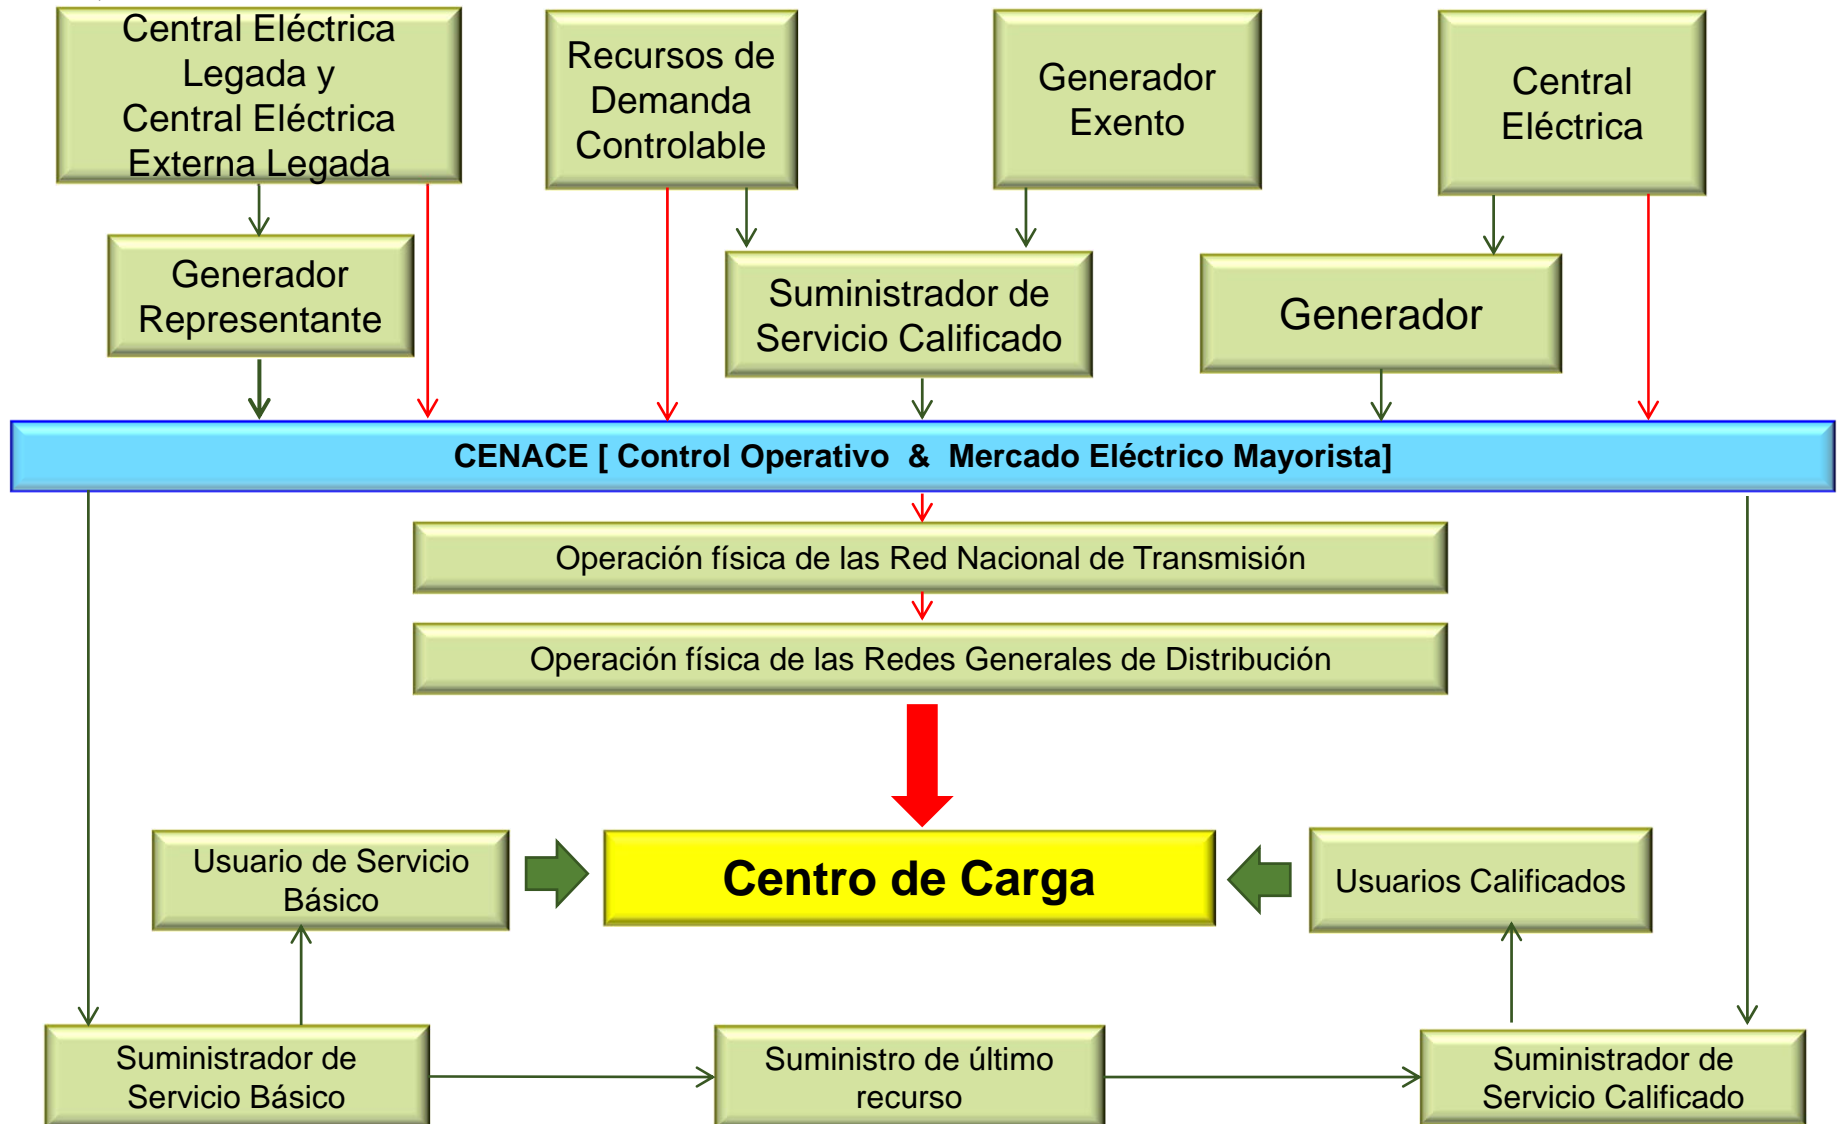 Central Eléctrica
Legada y
Central Eléctrica
Externa Legada
Recursos de
Demanda
Controlable
Generador
Exento
Central
Eléctrica
Generador
Representante
Suministrador de
Servicio Calificado
Generador
CENACE [ Control Operativo & Mercado Eléctrico Mayorista]
Operación física de las Red Nacional de Transmisión
Operación física de las Redes Generales de Distribución
Usuario de Servicio
Básico
Centro de Carga
Usuarios Calificados
Suministrador de
Servicio Básico
Suministro de último
recurso
Suministrador de
Servicio Calificado